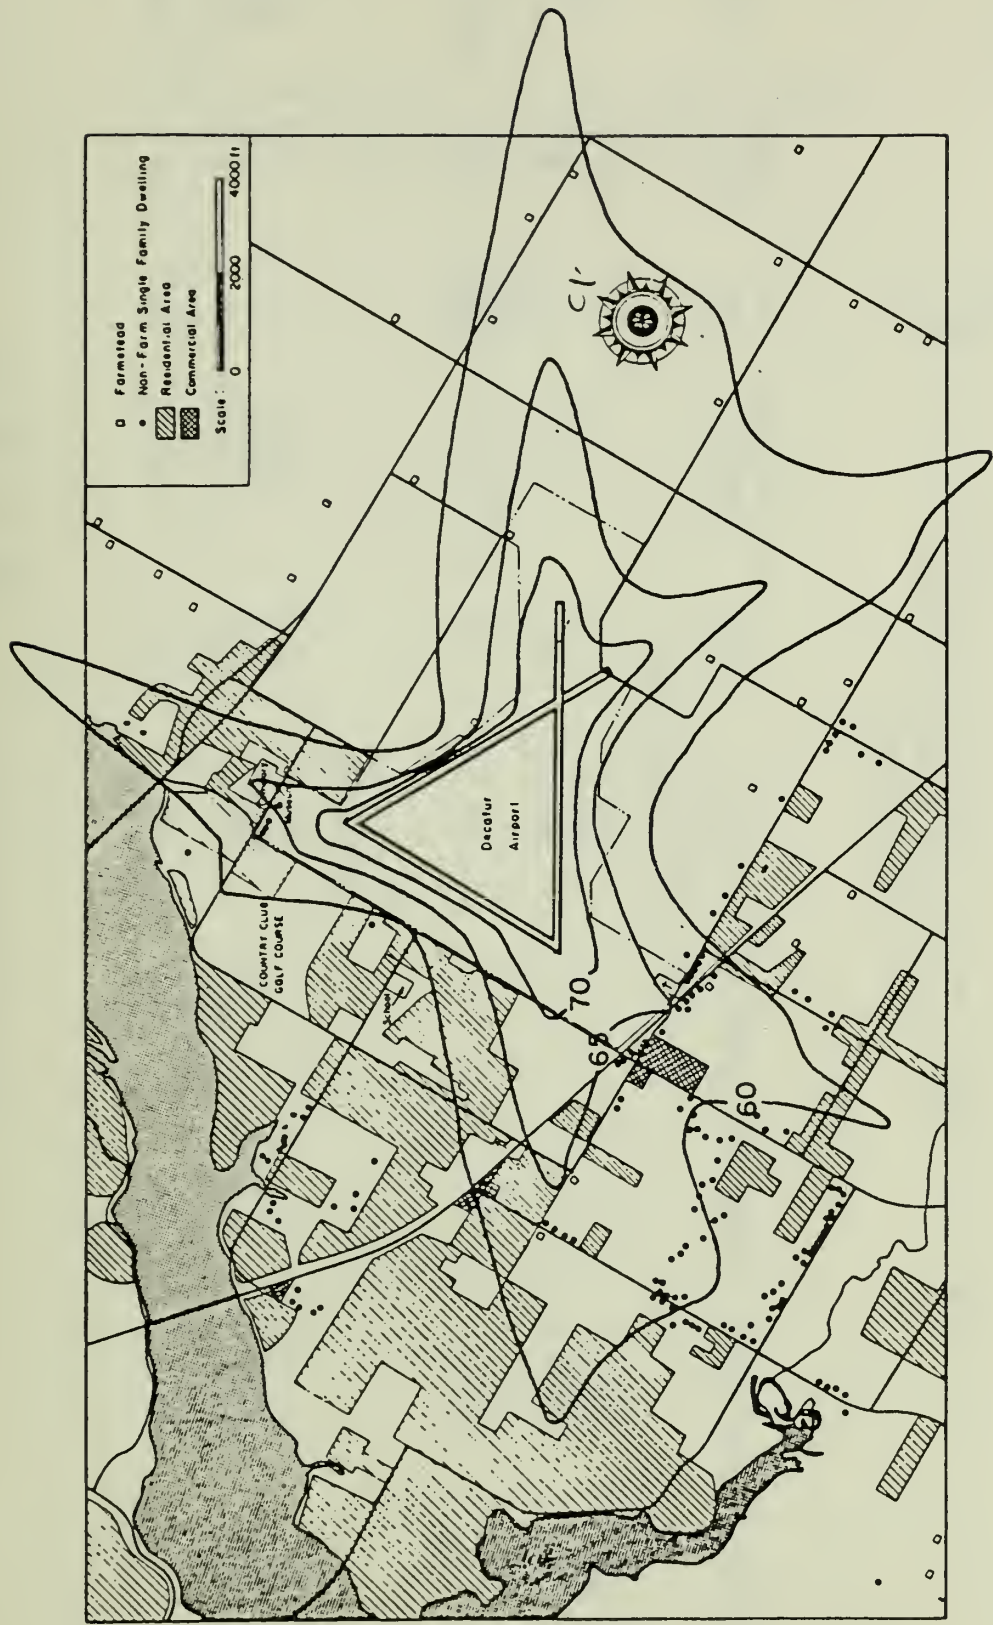 Farmstead
Non-Farm Single Family Dwelling
Residential Area
Commercial Area
Scale:
0 2000 4000 ft
COUNTRY CLUB
GOLF COURSE
School
Decatur
Airport
70
65
60